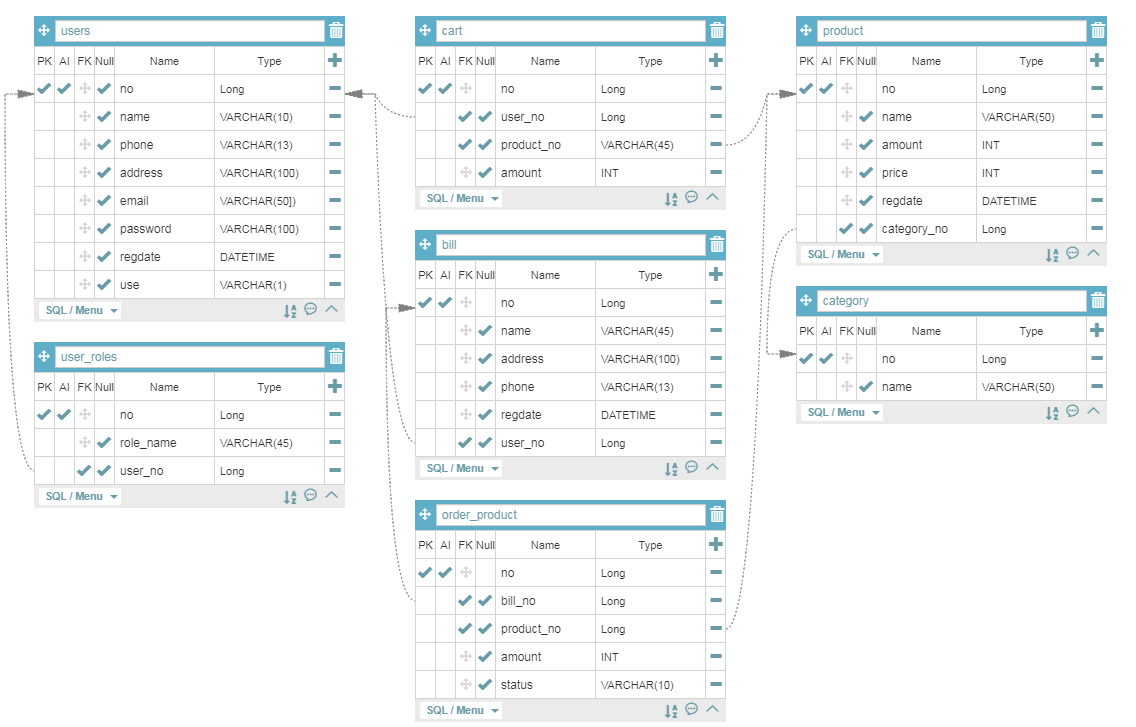 users
PK AI FK Null Name Type
no Long
name VARCHAR(10)
phone VARCHAR(13)
address VARCHAR(100)
email VARCHAR(50])
password VARCHAR(100)
regdate DATETIME
use VARCHAR(1)
SQL / Menu
user_roles
PK AI FK Null Name Type
no Long
role_name VARCHAR(45)
user_no Long
SQL / Menu
cart
PK AI FK Null Name Type
no Long
user_no Long
product_no VARCHAR(45)
amount INT
SQL / Menu
bill
PK AI FK Null Name Type
no Long
name VARCHAR(45)
address VARCHAR(100)
phone VARCHAR(13)
regdate DATETIME
user_no Long
SQL / Menu
order_product
PK AI FK Null Name Type
no Long
bill_no Long
product_no Long
amount INT
status VARCHAR(10)
SQL / Menu
product
PK AI FK Null Name Type
no Long
name VARCHAR(50)
amount INT
price INT
regdate DATETIME
category_no Long
SQL / Menu
category
PK AI FK Null Name Type
no Long
name VARCHAR(50)
SQL / Menu